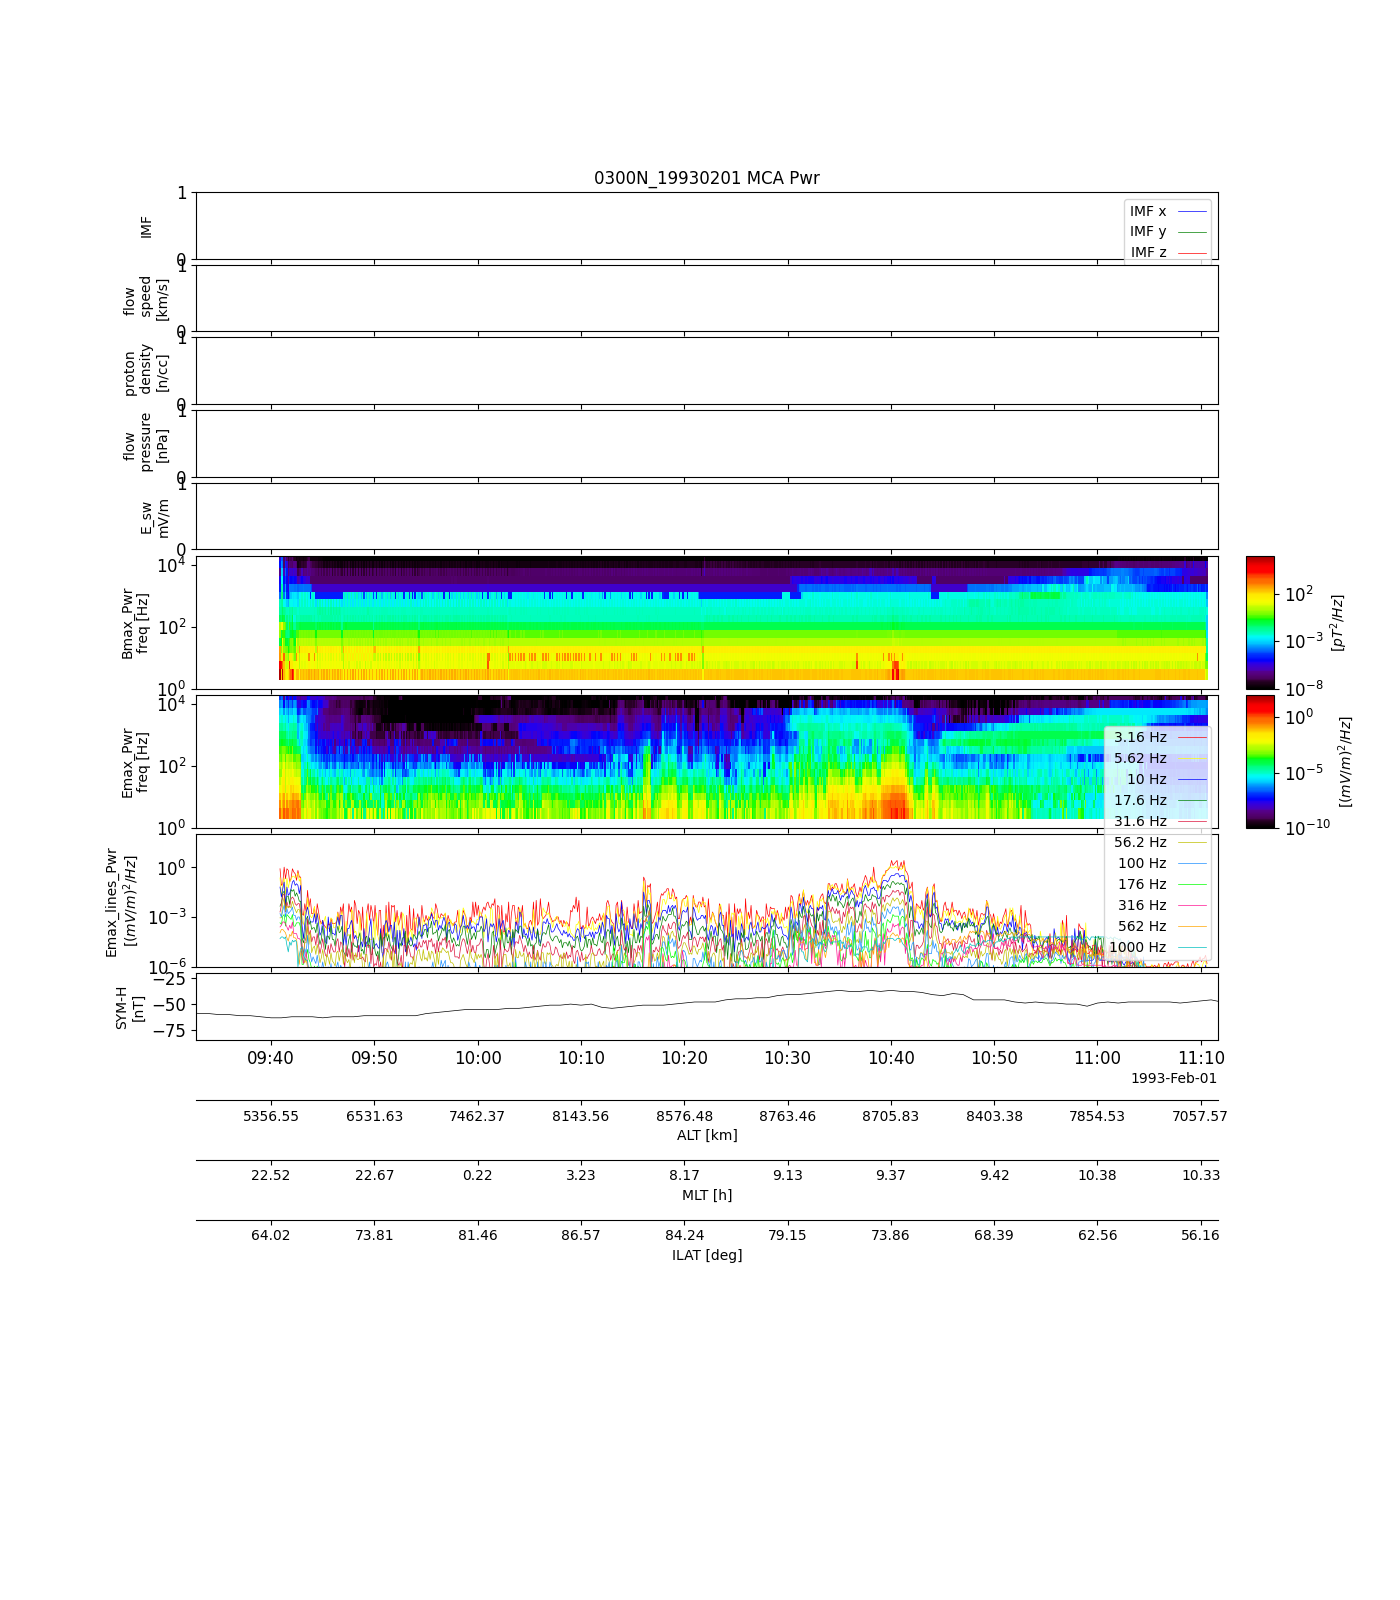 0300N_19930201 MCA Pwr
1
0
IMF
IMF x
IMF y
IMF z
1
0
flow
speed
[km/s]
1
0
proton
density
[n/cc]
1
0
flow
pressure
[nPa]
1
0
E_sw
mV/m
10^4
10^2
10^0
Bmax_Pwr
freq [Hz]
10^2
10^-3
10^-8
[pT^2/Hz]
10^4
10^2
10^0
Emax_Pwr
freq [Hz]
10^0
10^-5
10^-10
[(mV/m)^2/Hz]
3.16 Hz
5.62 Hz
10 Hz
17.6 Hz
31.6 Hz
56.2 Hz
100 Hz
176 Hz
316 Hz
562 Hz
1000 Hz
10^0
10^-3
10^-6
Emax_lines_Pwr
[(mV/m)^2/Hz]
−25
−50
−75
SYM-H
[nT]
09:40 09:50 10:00 10:10 10:20 10:30 10:40 10:50 11:00 11:10
1993-Feb-01
5356.55 6531.63 7462.37 8143.56 8576.48 8763.46 8705.83 8403.38 7854.53 7057.57
ALT [km]
22.52 22.67 0.22 3.23 8.17 9.13 9.37 9.42 10.38 10.33
MLT [h]
64.02 73.81 81.46 86.57 84.24 79.15 73.86 68.39 62.56 56.16
ILAT [deg]